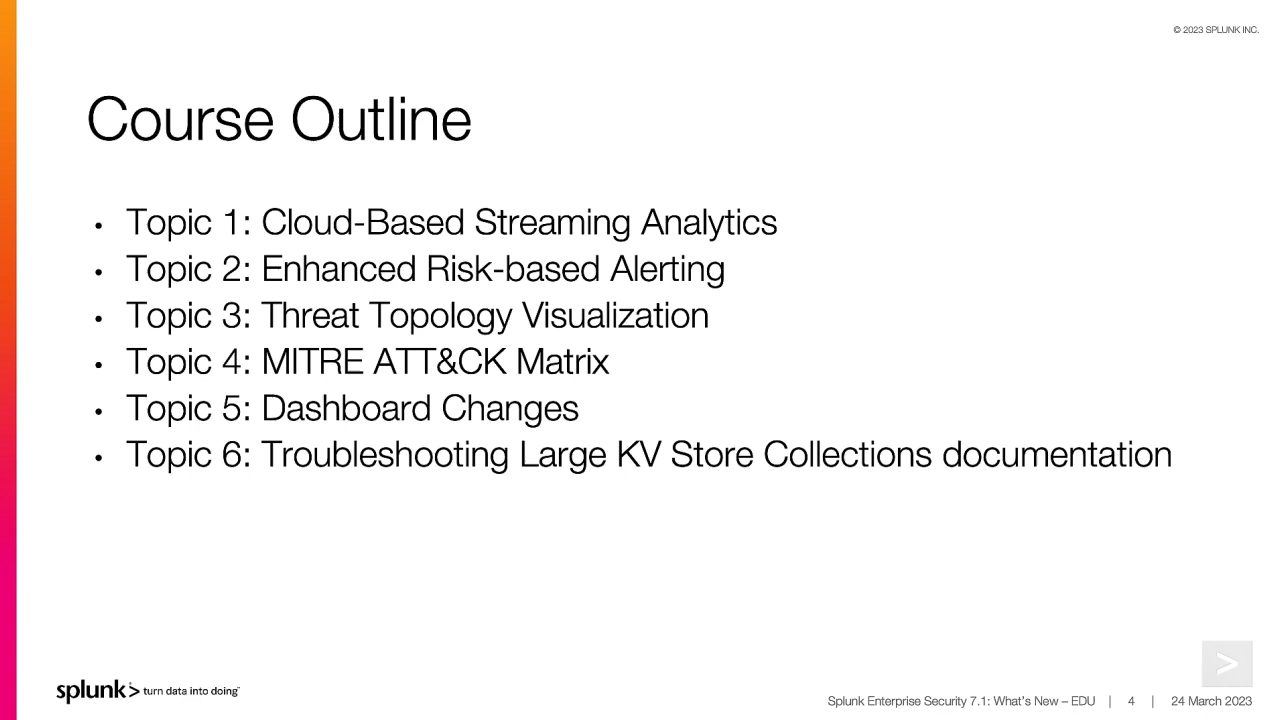 © 2023 SPLUNK INC.
Course Outline
• Topic 1: Cloud-Based Streaming Analytics
• Topic 2: Enhanced Risk-based Alerting
• Topic 3: Threat Topology Visualization
• Topic 4: MITRE ATT&CK Matrix
• Topic 5: Dashboard Changes
• Topic 6: Troubleshooting Large KV Store Collections documentation
splunk> turn data into doing™
Splunk Enterprise Security 7.1: What's New – EDU | 4 | 24 March 2023